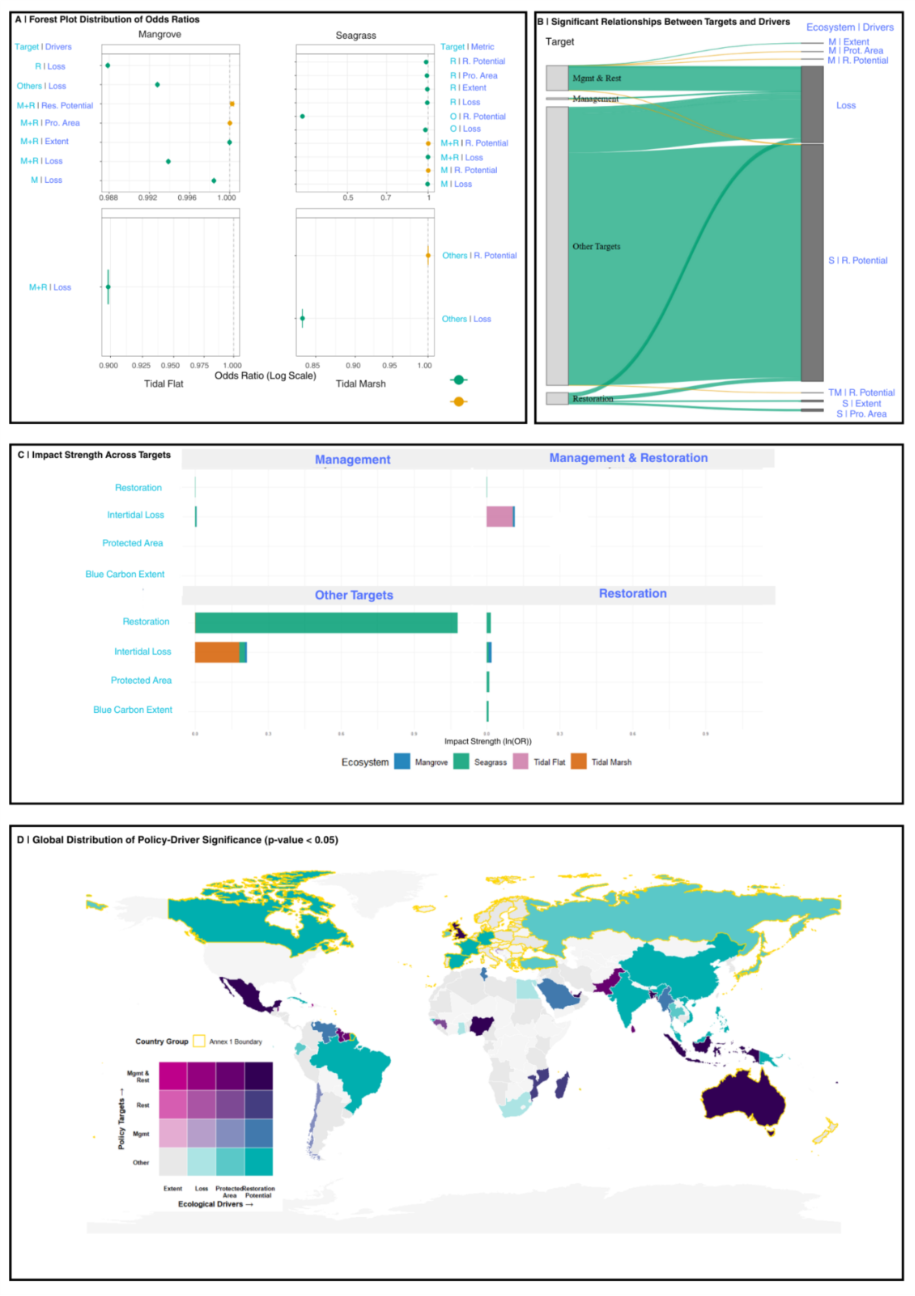 A | Forest Plot Distribution of Odds Ratios
Mangrove
Seagrass
Target | Drivers
R | Loss
Others | Loss
M+R | Res. Potential
M+R | Pro. Area
M+R | Extent
M+R | Loss
M | Loss
0.988 0.992 0.996 1.000
Target | Metric
R | R. Potential
R | Pro. Area
R | Extent
R | Loss
O | R. Potential
O | Loss
M+R | R. Potential
M+R | Loss
M | R. Potential
M | Loss
0.5 0.7 1
M+R | Loss
0.900 0.925 0.950 0.975 1.000
Others | R. Potential
Others | Loss
0.85 0.90 0.95 1.00
Odds Ratio (Log Scale)
Tidal Flat
Tidal Marsh
B | Significant Relationships Between Targets and Drivers
Ecosystem | Drivers
Target
Mgmt & Rest
Management
Other Targets
Restoration
M | Extent
M | Prot. Area
M | R. Potential
Loss
S | R. Potential
TM | R. Potential
S | Extent
S | Pro. Area
C | Impact Strength Across Targets
Management
Management & Restoration
Restoration
Intertidal Loss
Protected Area
Blue Carbon Extent
Other Targets
Restoration
Restoration
Intertidal Loss
Protected Area
Blue Carbon Extent
Impact Strength (ln(OR))
Ecosystem Mangrove Seagrass Tidal Flat Tidal Marsh
D | Global Distribution of Policy-Driver Significance (p-value < 0.05)
Country Group Annex 1 Boundary
Policy Targets →
Mgmt &
Rest
Rest
Mgmt
Other
Extent Loss Protected Area Restoration Potential
Ecological Drivers →